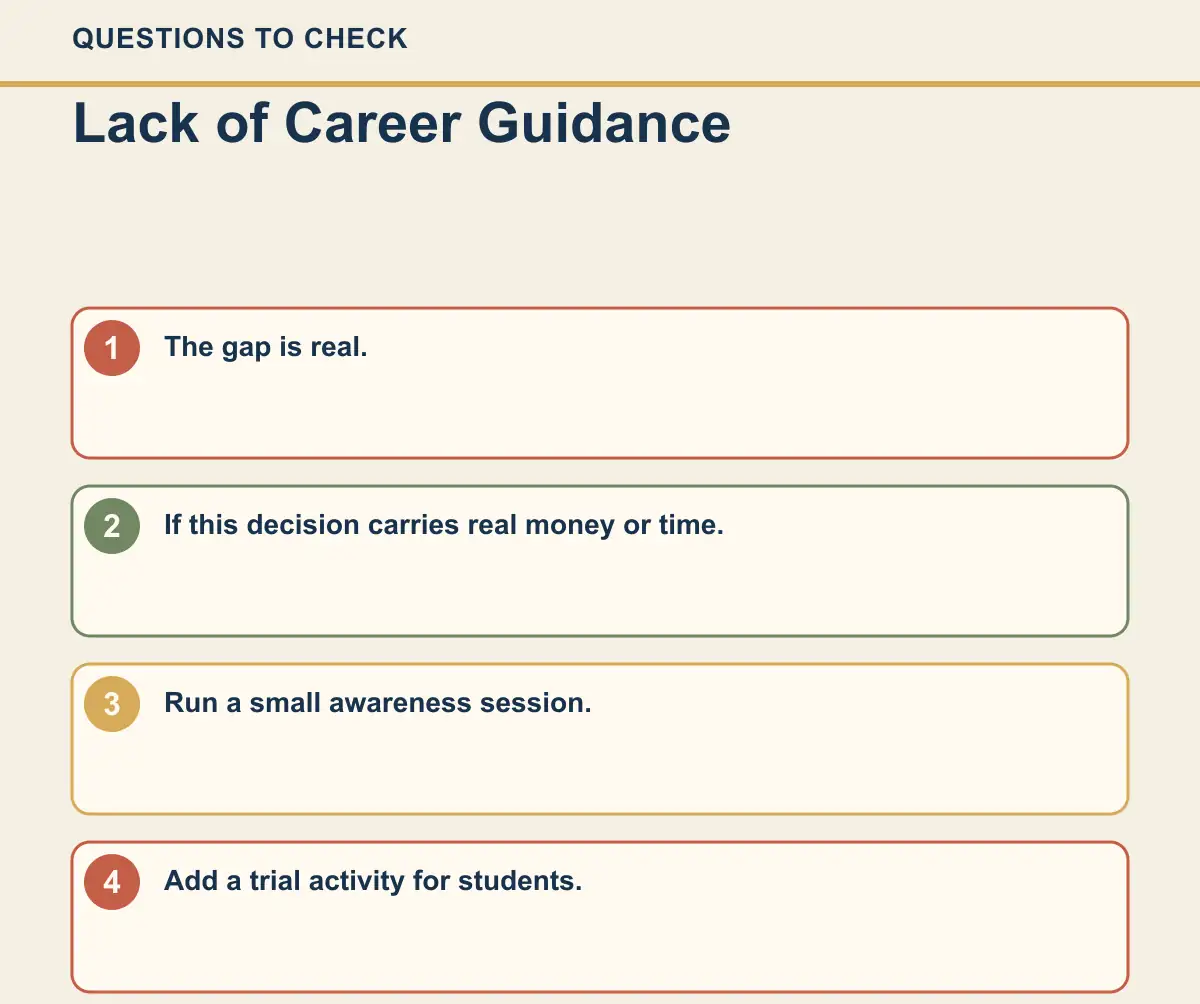 QUESTIONS TO CHECK
Lack of Career Guidance
1 The gap is real.
2 If this decision carries real money or time.
3 Run a small awareness session.
4 Add a trial activity for students.